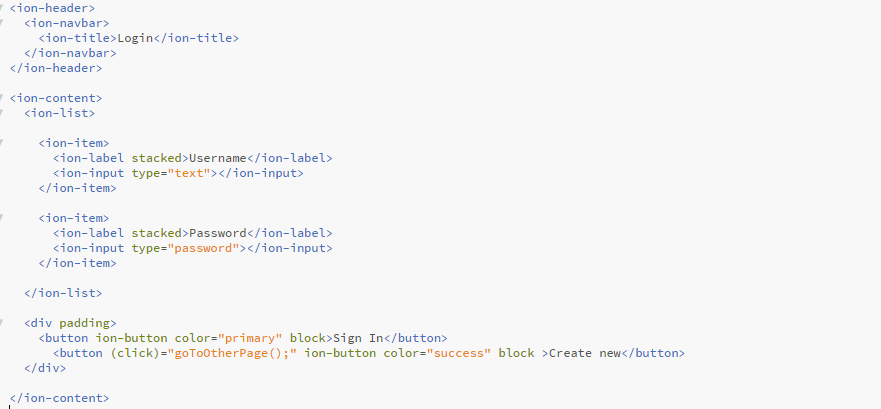 <ion-header>
<ion-navbar>
<ion-title>Login</ion-title>
</ion-navbar>
</ion-header>
<ion-content>
<ion-list>
<ion-item>
<ion-label stacked>Username</ion-label>
<ion-input type="text"></ion-input>
</ion-item>
<ion-item>
<ion-label stacked>Password</ion-label>
<ion-input type="password"></ion-input>
</ion-item>
</ion-list>
<div padding>
<button ion-button color="primary" block>Sign In</button>
<button (click)="goToOtherPage();" ion-button color="success" block >Create new</button>
</div>
</ion-content>